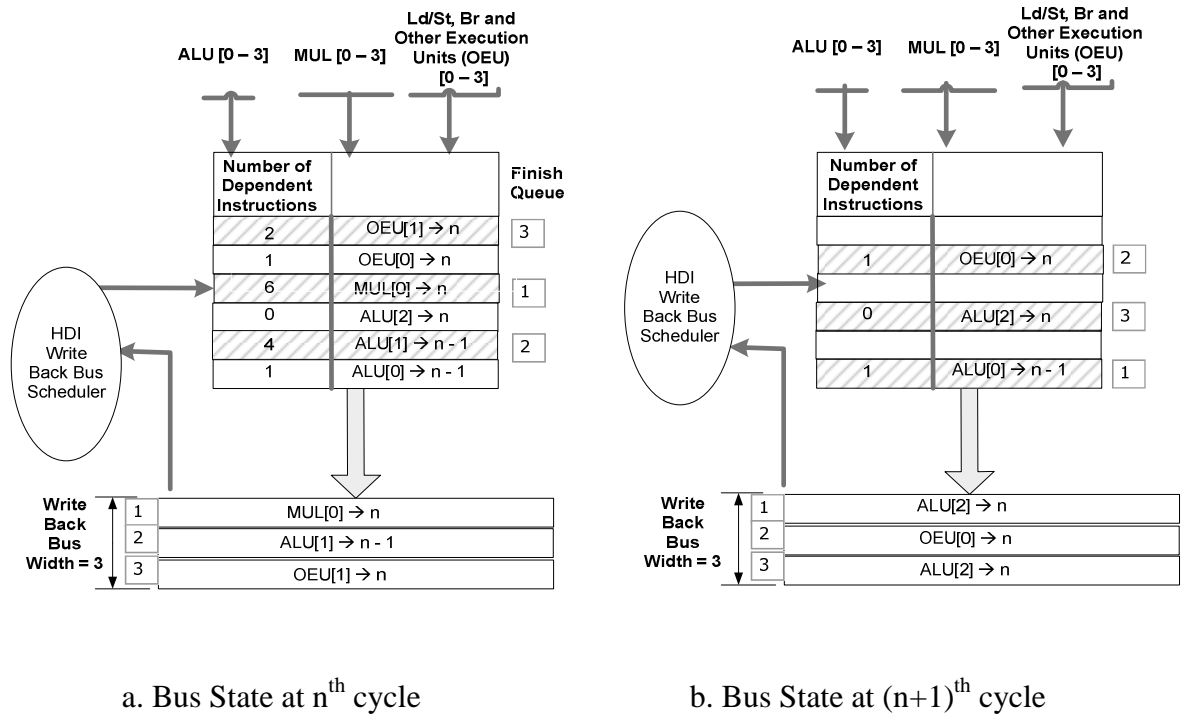 Ld/St, Br and
Other Execution
Units (OEU)
[0 – 3]
ALU [0 – 3]
MUL [0 – 3]
Number of
Dependent
Instructions
Finish
Queue
2
OEU[1] → n
3
1
OEU[0] → n
6
MUL[0] → n
1
0
ALU[2] → n
4
ALU[1] → n - 1
2
1
ALU[0] → n - 1
HDI
Write
Back Bus
Scheduler
Write
Back
Bus
Width = 3
1
MUL[0] → n
2
ALU[1] → n - 1
3
OEU[1] → n
a. Bus State at nth cycle
Ld/St, Br and
Other Execution
Units (OEU)
[0 – 3]
ALU [0 – 3]
MUL [0 – 3]
Number of
Dependent
Instructions
1
OEU[0] → n
2
0
ALU[2] → n
3
1
ALU[0] → n - 1
1
HDI
Write
Back Bus
Scheduler
Write
Back
Bus
Width = 3
1
ALU[2] → n
2
OEU[0] → n
3
ALU[2] → n
b. Bus State at (n+1)th cycle